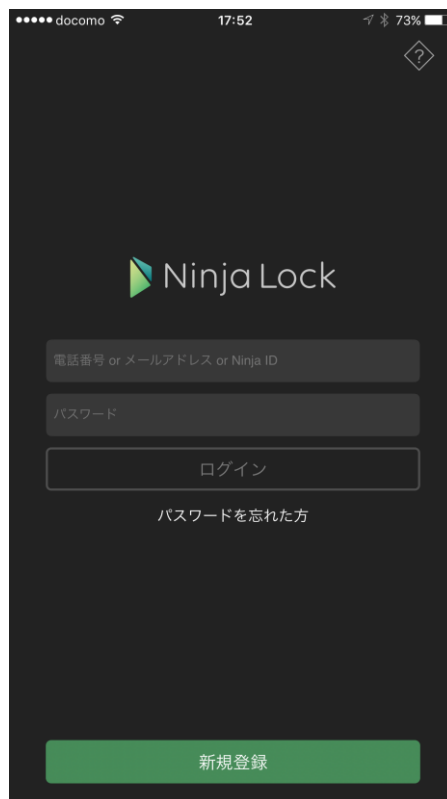 docomo 17:52 73%
?
Ninja Lock
電話番号 or メールアドレス or Ninja ID
パスワード
ログイン
パスワードを忘れた方
新規登録